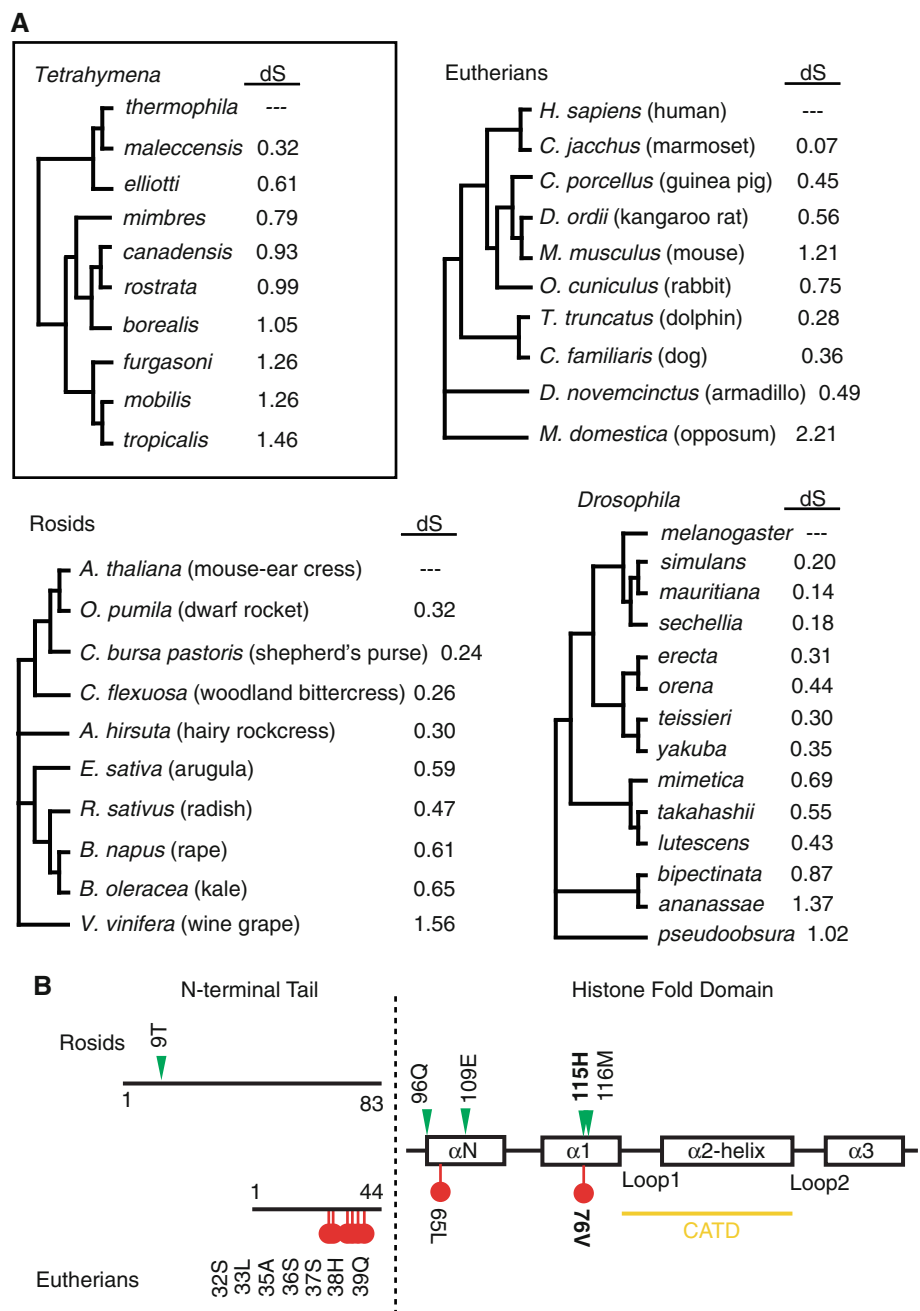 A
Tetrahymena dS
thermophila ---
maleccensis 0.32
elliotti 0.61
mimbres 0.79
canadensis 0.93
rostrata 0.99
borealis 1.05
furgasoni 1.26
mobilis 1.26
tropicalis 1.46
Eutherians dS
H. sapiens (human) ---
C. jacchus (marmoset) 0.07
C. porcellus (guinea pig) 0.45
D. ordii (kangaroo rat) 0.56
M. musculus (mouse) 1.21
O. cuniculus (rabbit) 0.75
T. truncatus (dolphin) 0.28
C. familiaris (dog) 0.36
D. novemcinctus (armadillo) 0.49
M. domestica (opposum) 2.21
Rosids dS
A. thaliana (mouse-ear cress) ---
O. pumila (dwarf rocket) 0.32
C. bursa pastoris (shepherd's purse) 0.24
C. flexuosa (woodland bittercress) 0.26
A. hirsuta (hairy rockcress) 0.30
E. sativa (arugula) 0.59
R. sativus (radish) 0.47
B. napus (rape) 0.61
B. oleracea (kale) 0.65
V. vinifera (wine grape) 1.56
Drosophila dS
melanogaster ---
simulans 0.20
mauritiana 0.14
sechellia 0.18
erecta 0.31
orena 0.44
teissieri 0.30
yakuba 0.35
mimetica 0.69
takahashii 0.55
lutescens 0.43
bipectinata 0.87
ananassae 1.37
pseudoobsura 1.02
B
N-terminal Tail Histone Fold Domain
Rosids
9T
1 83
96Q
109E
115H
116M
αN α1 α2-helix α3
Loop1 Loop2
65L
76V
CATD
1 44
Eutherians
32S
33L
35A
36S
37S
38H
39Q